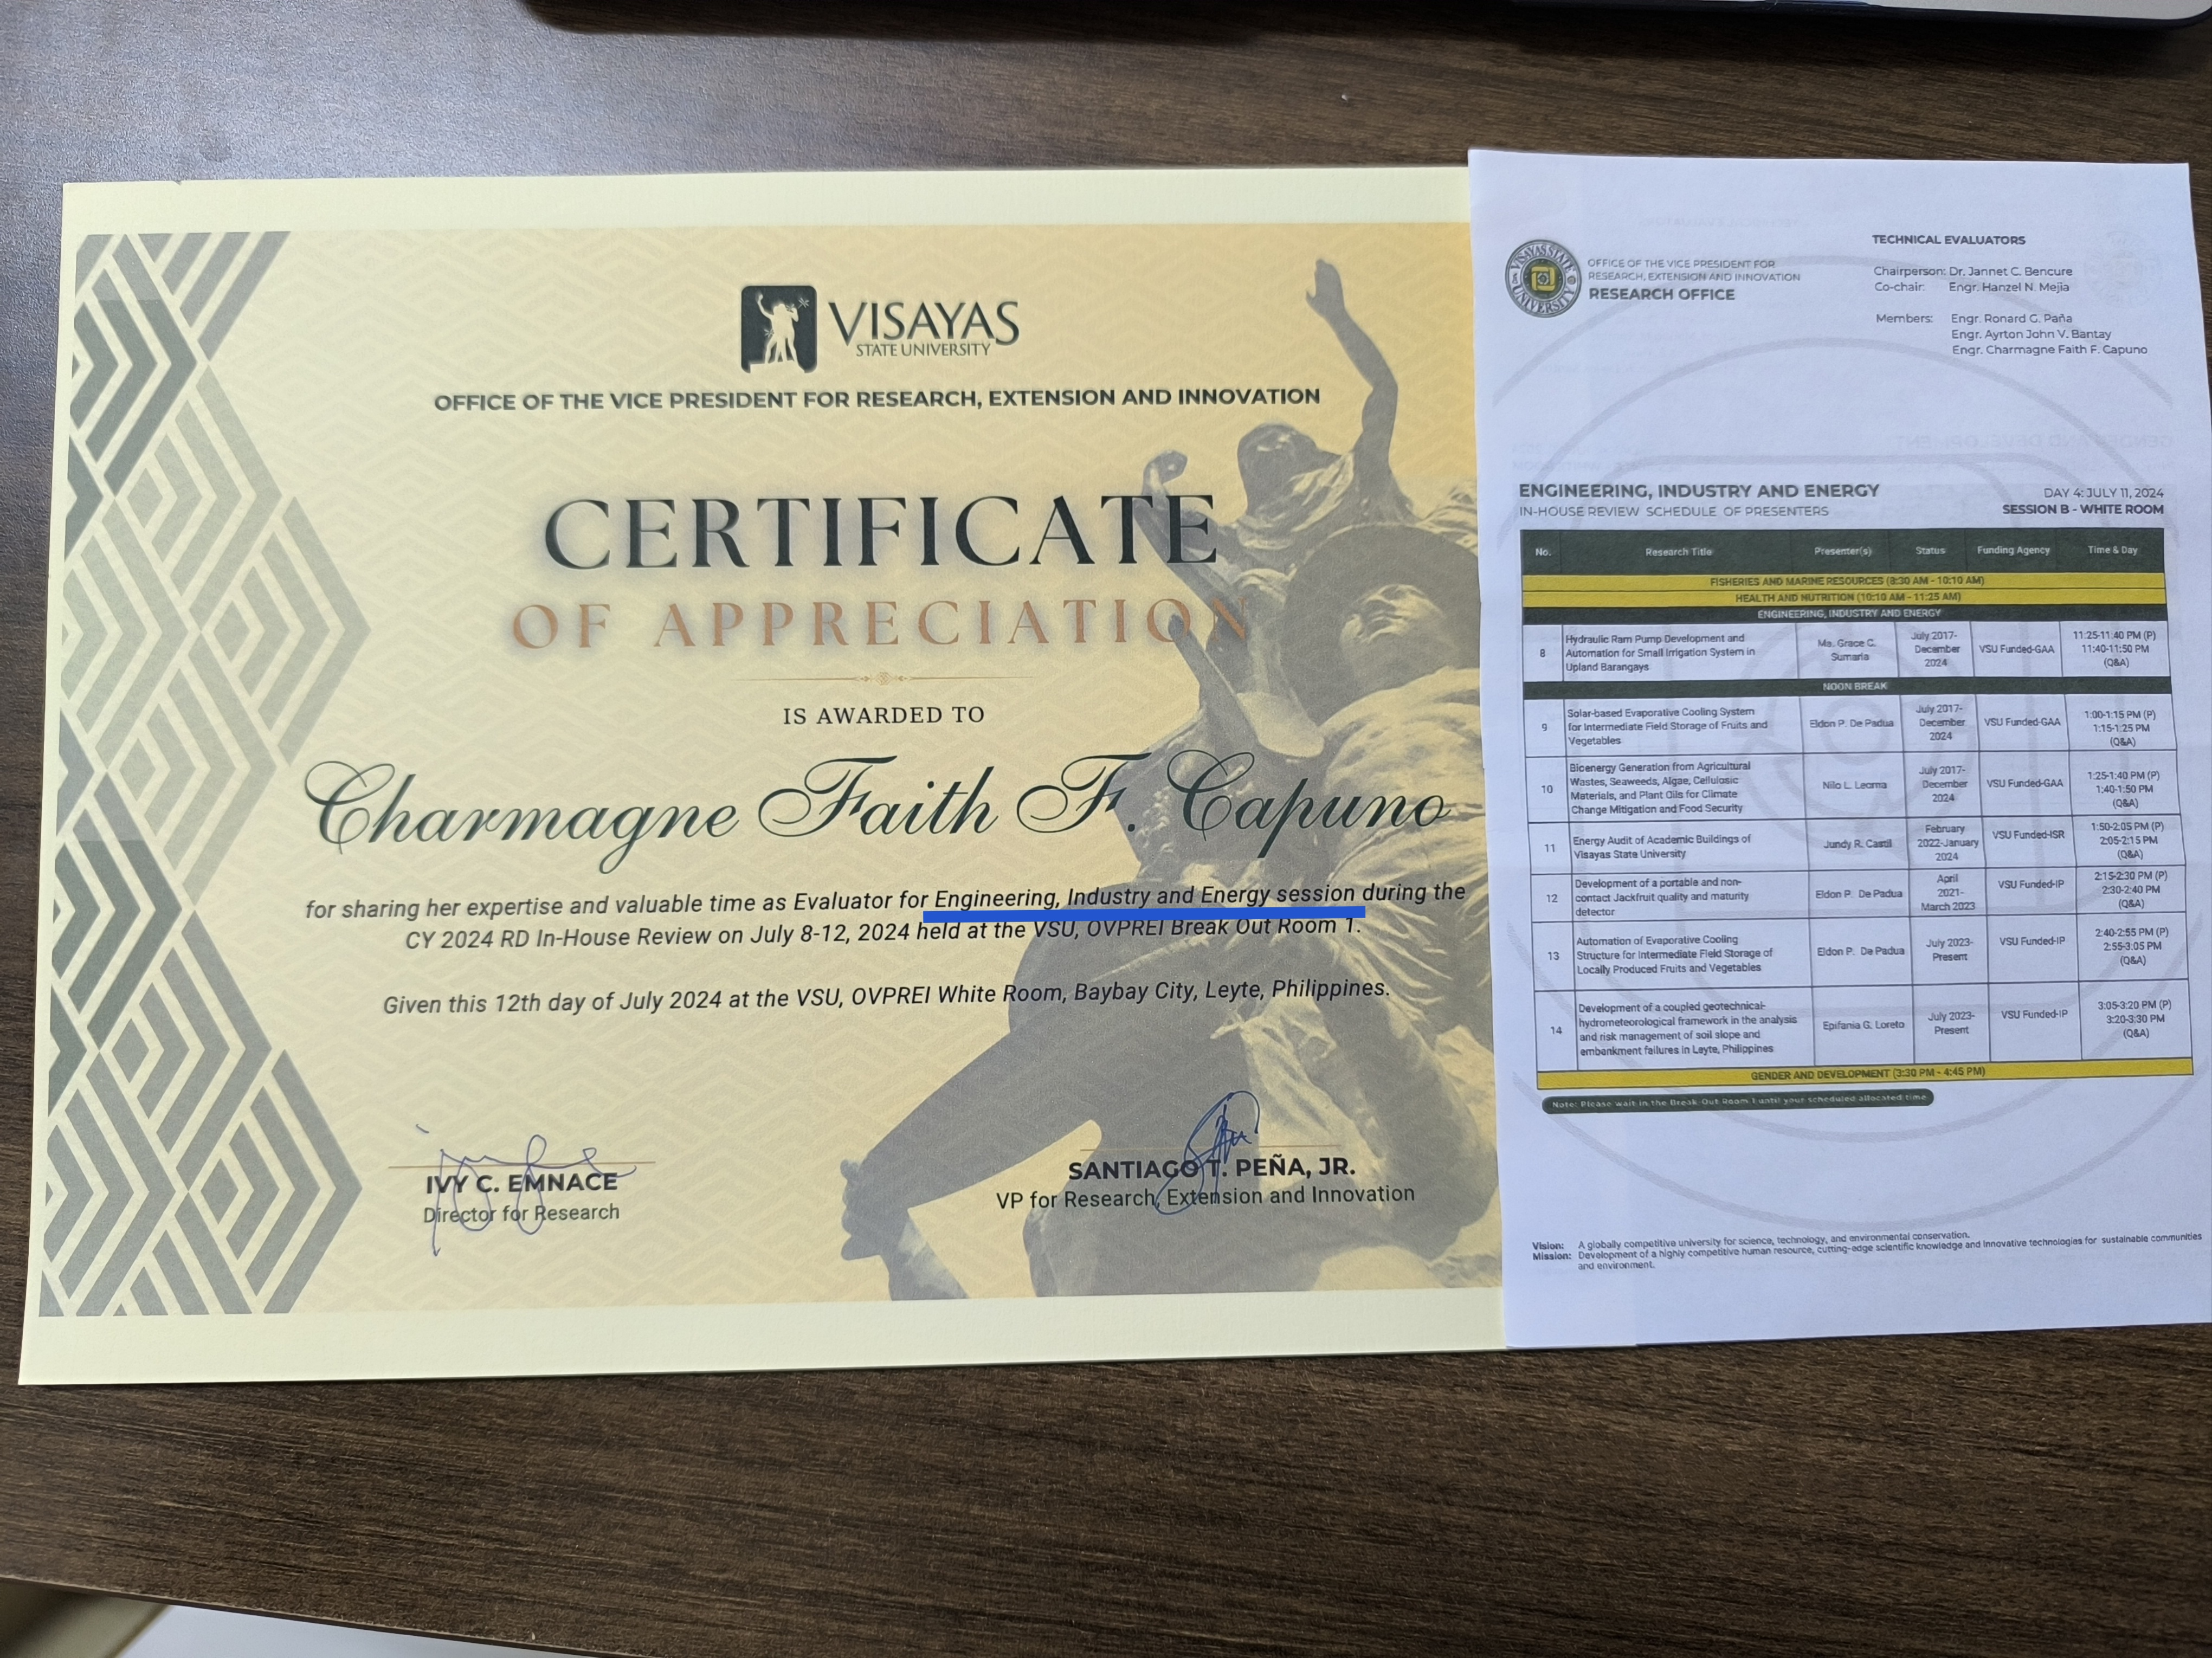 VISAYAS
STATE UNIVERSITY
OFFICE OF THE VICE PRESIDENT FOR RESEARCH, EXTENSION AND INNOVATION
CERTIFICATE
OF APPRECIATION
IS AWARDED TO
Charmagne Faith F. Capuno
for sharing her expertise and valuable time as Evaluator for Engineering, Industry and Energy session during the
CY 2024 RD In-House Review on July 8-12, 2024 held at the VSU, OVPREI Break Out Room 1.
Given this 12th day of July 2024 at the VSU, OVPREI White Room, Baybay City, Leyte, Philippines.
IVY C. EMNACE
Director for Research
SANTIAGO T. PEÑA, JR.
VP for Research, Extension and Innovation
VISAYAS STATE UNIVERSITY
OFFICE OF THE VICE PRESIDENT FOR
RESEARCH, EXTENSION AND INNOVATION
RESEARCH OFFICE
TECHNICAL EVALUATORS
Chairperson: Dr. Jannet C. Bencure
Co-chair: Engr. Hanzel N. Mejia
Members: Engr. Ronard G. Paña
Engr. Ayrton John V. Bantay
Engr. Charmagne Faith F. Capuno
ENGINEERING, INDUSTRY AND ENERGY
IN-HOUSE REVIEW SCHEDULE OF PRESENTERS
DAY 4: JULY 11, 2024
SESSION B - WHITE ROOM
No. Research Title Presenter(s) Status Funding Agency Time & Day
FISHERIES AND MARINE RESOURCES (8:30 AM - 10:10 AM)
HEALTH AND NUTRITION (10:10 AM - 11:25 AM)
ENGINEERING, INDUSTRY AND ENERGY
8
Hydraulic Ram Pump Development and
Automation for Small Irrigation System in
Upland Barangays
Ma. Grace C.
Sumaria
July 2017-
December
2024
VSU Funded-GAA
11:25-11:40 PM (P)
11:40-11:50 PM
(Q&A)
NOON BREAK
9
Solar-based Evaporative Cooling System
for Intermediate Field Storage of Fruits and
Vegetables
Eldon P. De Padua
July 2017-
December
2024
VSU Funded-GAA
1:00-1:15 PM (P)
1:15-1:25 PM
(Q&A)
10
Bioenergy Generation from Agricultural
Wastes, Seaweeds, Algae, Cellulosic
Materials, and Plant Oils for Climate
Change Mitigation and Food Security
Nilo L. Leorna
July 2017-
December
2024
VSU Funded-GAA
1:25-1:40 PM (P)
1:40-1:50 PM
(Q&A)
11
Energy Audit of Academic Buildings of
Visayas State University
Jundy R. Castil
February
2022-January
2024
VSU Funded-ISR
1:50-2:05 PM (P)
2:05-2:15 PM
(Q&A)
12
Development of a portable and non-
contact Jackfruit quality and maturity
detector
Eldon P. De Padua
April
2021-
March 2023
VSU Funded-IP
2:15-2:30 PM (P)
2:30-2:40 PM
(Q&A)
13
Automation of Evaporative Cooling
Structure for Intermediate Field Storage of
Locally Produced Fruits and Vegetables
Eldon P. De Padua
July 2023-
Present
VSU Funded-IP
2:40-2:55 PM (P)
2:55-3:05 PM
(Q&A)
14
Development of a coupled geotechnical-
hydrometeorological framework in the analysis
and risk management of soil slope and
embankment failures in Leyte, Philippines
Epifania G. Loreto
July 2023-
Present
VSU Funded-IP
3:05-3:20 PM (P)
3:20-3:30 PM
(Q&A)
GENDER AND DEVELOPMENT (3:30 PM - 4:45 PM)
Note: Please wait in the Break-Out Room 1 until your scheduled allocated time
Vision: A globally competitive university for science, technology, and environmental conservation.
Mission: Development of a highly competitive human resource, cutting-edge scientific knowledge and innovative technologies for sustainable communities
and environment.